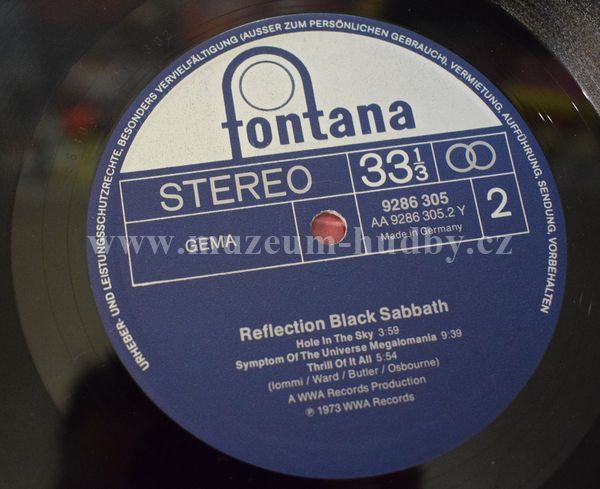 URHEBER- UND LEISTUNGSSCHUTZRECHTE, BESONDERS VERVIELFÄLTIGUNG (AUSSER ZUM PERSÖNLICHEN GEBRAUCH), VERMIETUNG, AUFFÜHRUNG, SENDUNG, VORBEHALTEN
fontana
STEREO 33 1/3
GEMA 9286 305 2
AA 9286 305.2 Y
Made in Germany
www.muzeum-hudby.cz
Reflection Black Sabbath
Hole In The Sky 3:59
Symptom Of The Universe Megalomania 9:39
Thrill Of It All 5:54
(Iommi / Ward / Butler / Osbourne)
A WWA Records Production
℗ 1973 WWA Records